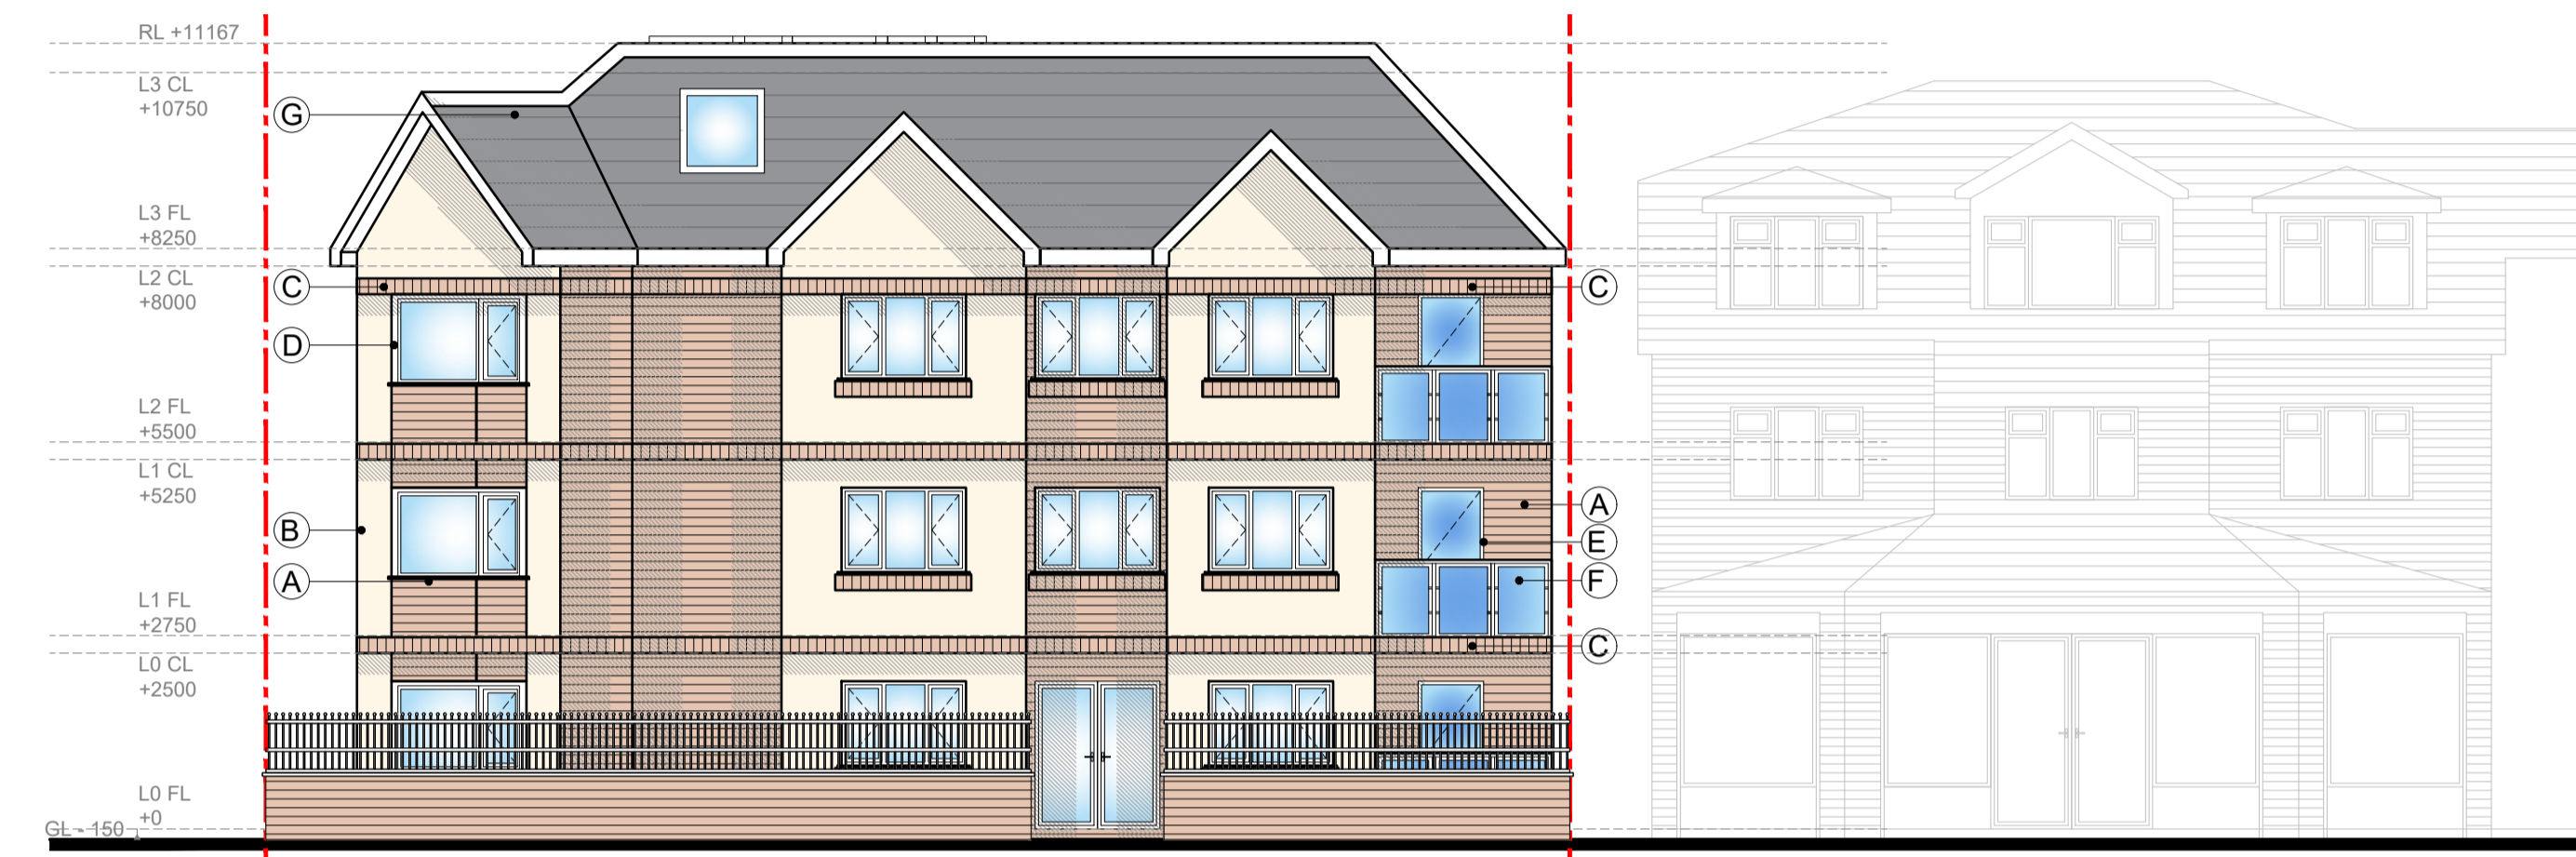 RL +11167
L3 CL
+10750
G
L3 FL
+8250
L2 CL
+8000
C
C
D
L2 FL
+5500
L1 CL
+5250
A
B
E
A
F
L1 FL
+2750
C
L0 CL
+2500
L0 FL
+0
GL - 150